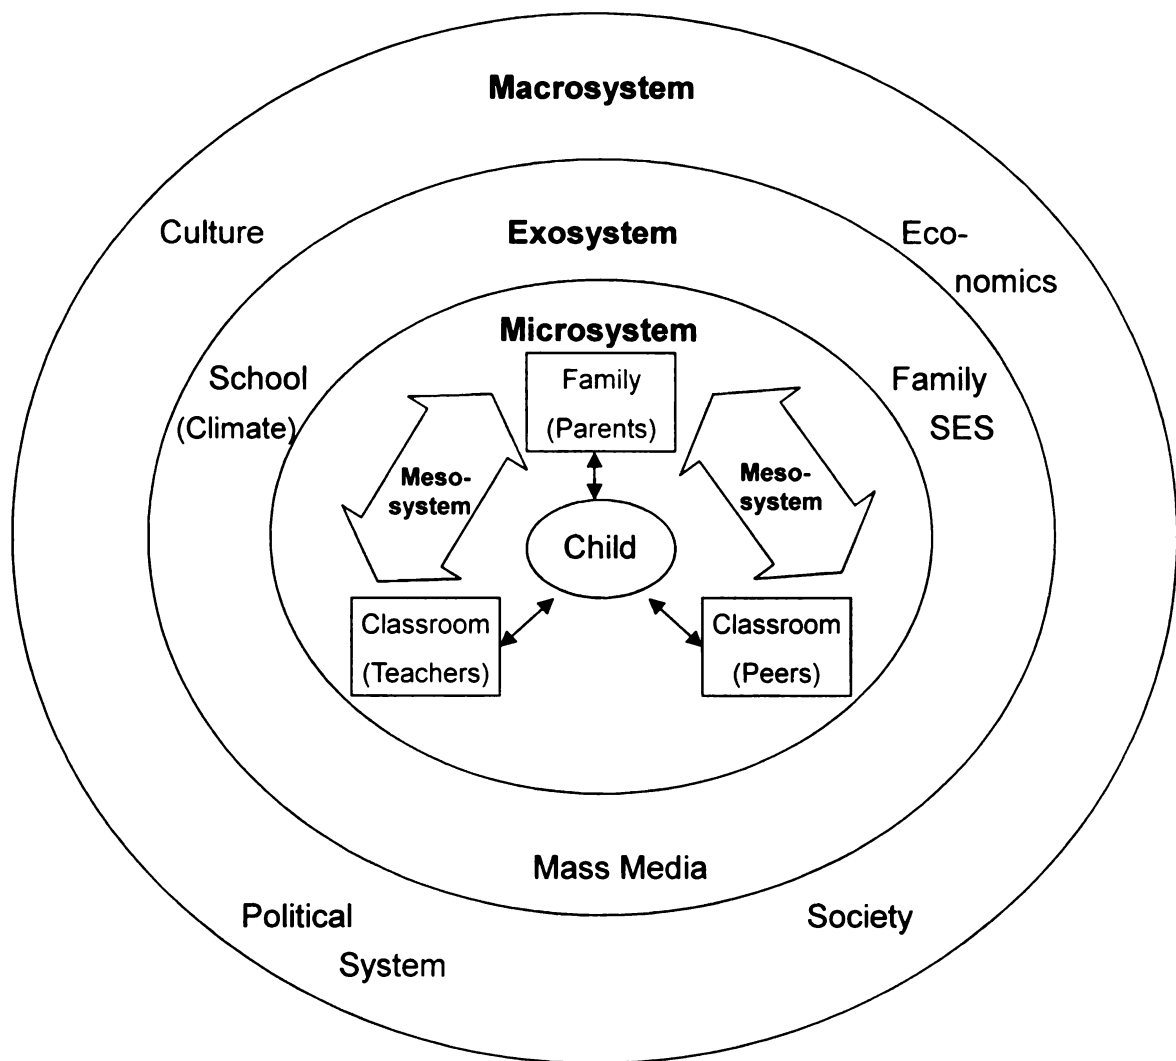 Macrosystem
Culture
Exosystem
Eco-
nomics
Microsystem
School
(Climate)
Family
(Parents)
Family
SES
Meso-
system
Meso-
system
Child
Classroom
(Teachers)
Classroom
(Peers)
Mass Media
Political
System
Society